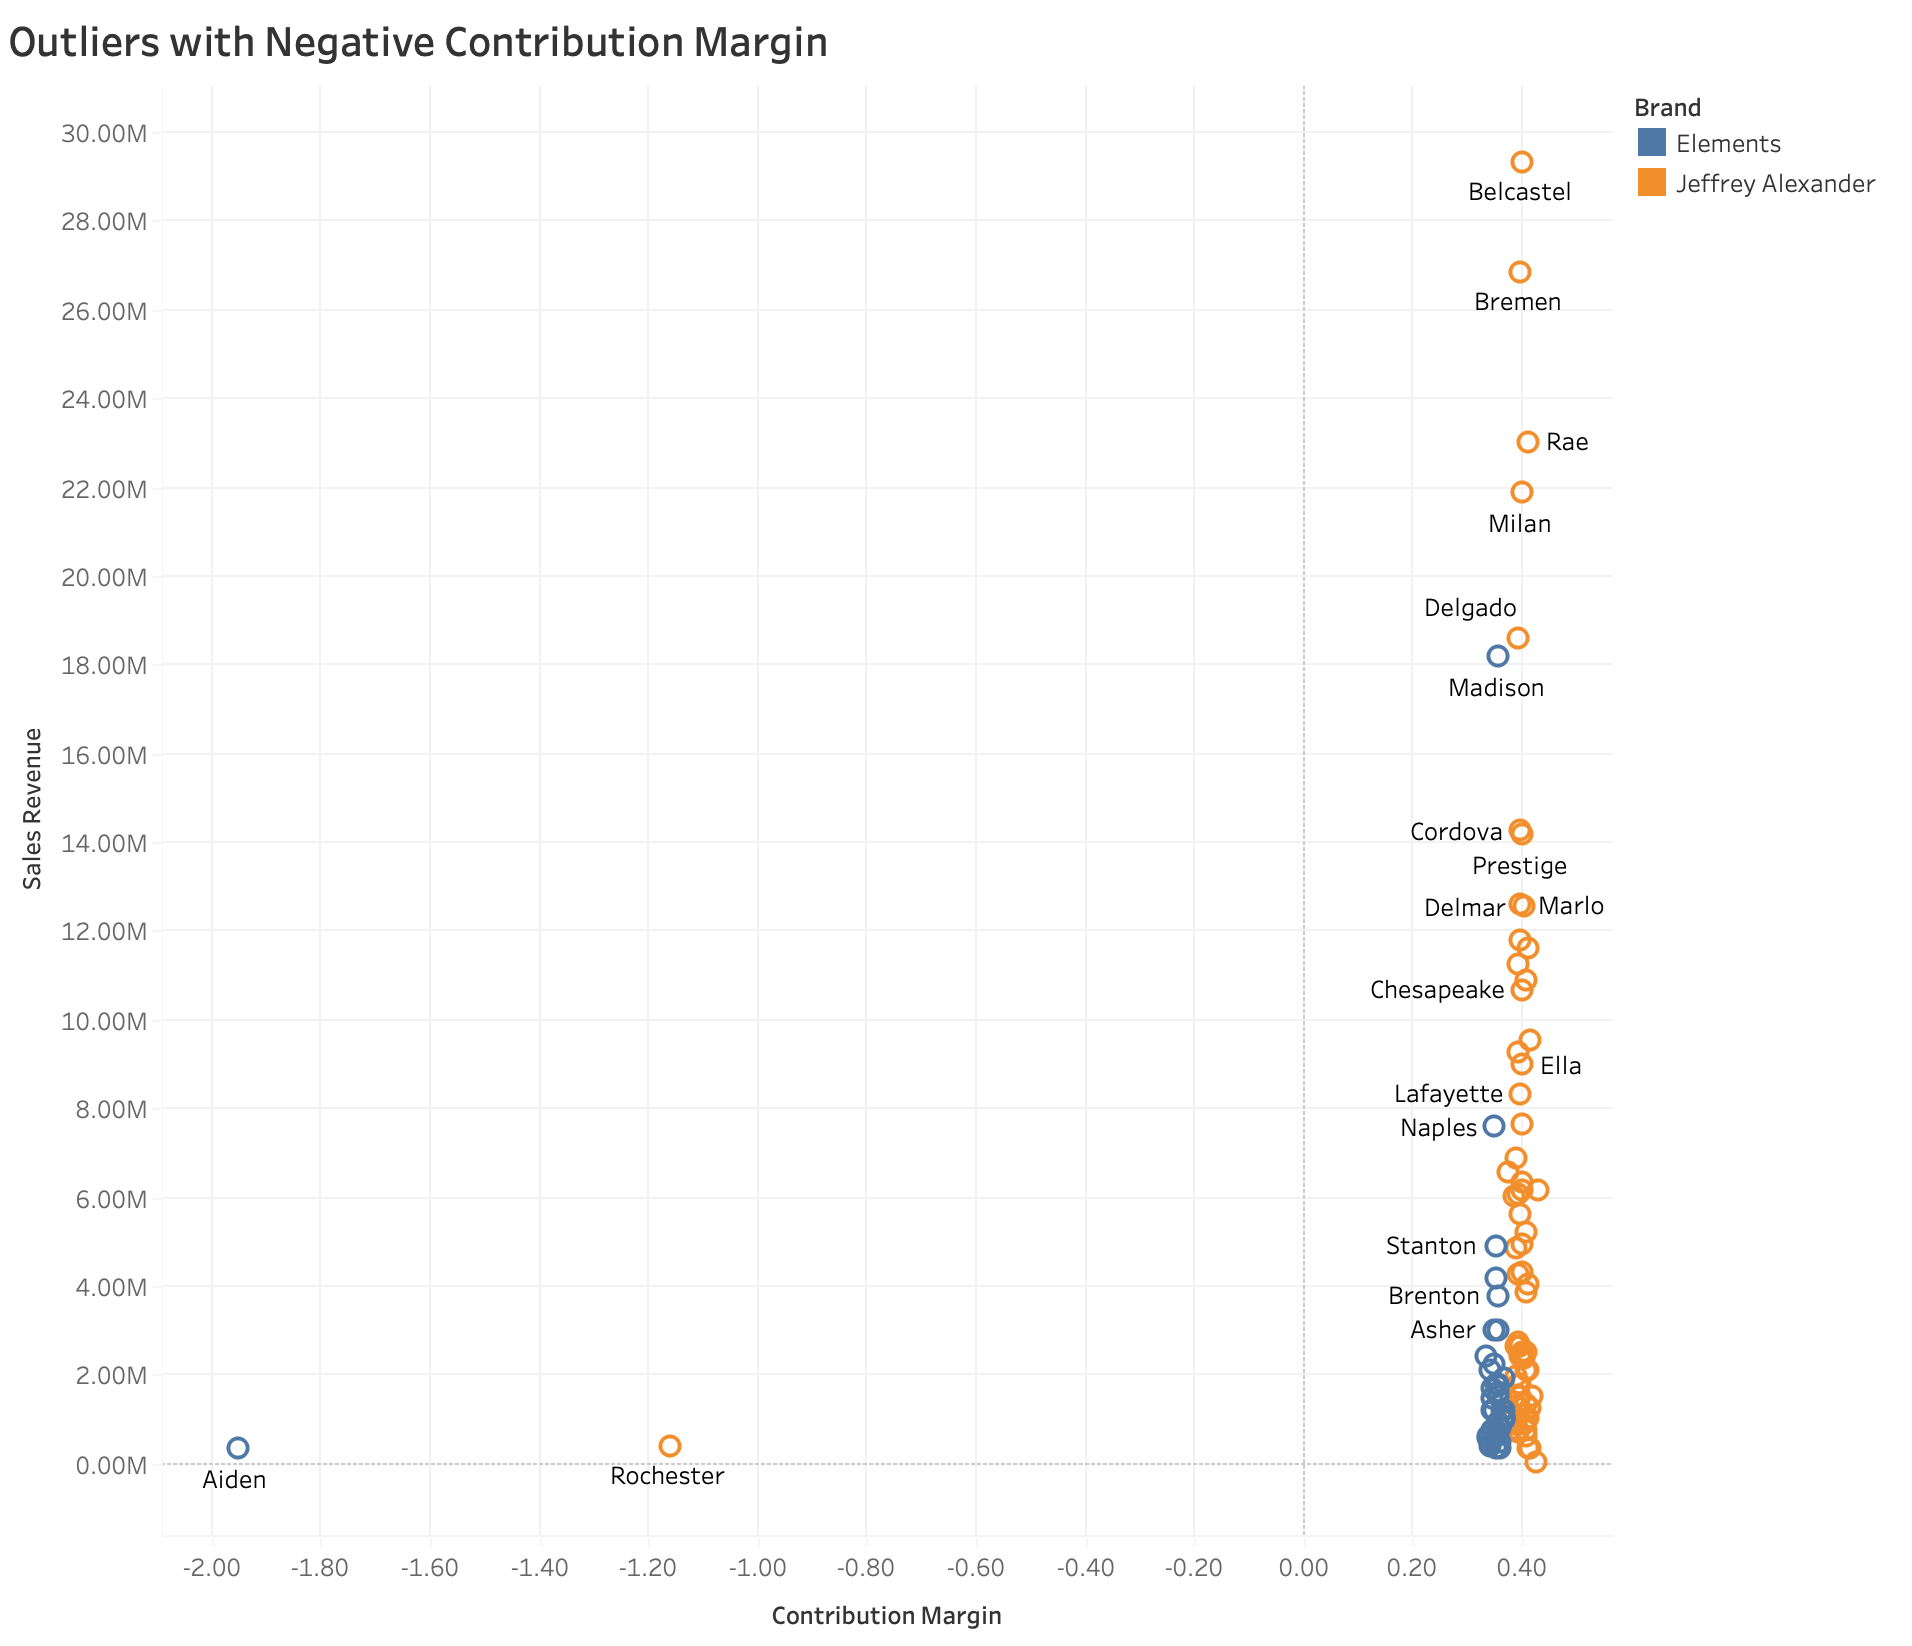 Outliers with Negative Contribution Margin
Brand
Elements
Jeffrey Alexander
Sales Revenue
30.00M
28.00M
26.00M
24.00M
22.00M
20.00M
18.00M
16.00M
14.00M
12.00M
10.00M
8.00M
6.00M
4.00M
2.00M
0.00M
Belcastel
Bremen
Rae
Milan
Delgado
Madison
Cordova
Prestige
Delmar
Marlo
Chesapeake
Ella
Lafayette
Naples
Stanton
Brenton
Asher
Aiden
Rochester
-2.00
-1.80
-1.60
-1.40
-1.20
-1.00
-0.80
-0.60
-0.40
-0.20
0.00
0.20
0.40
Contribution Margin